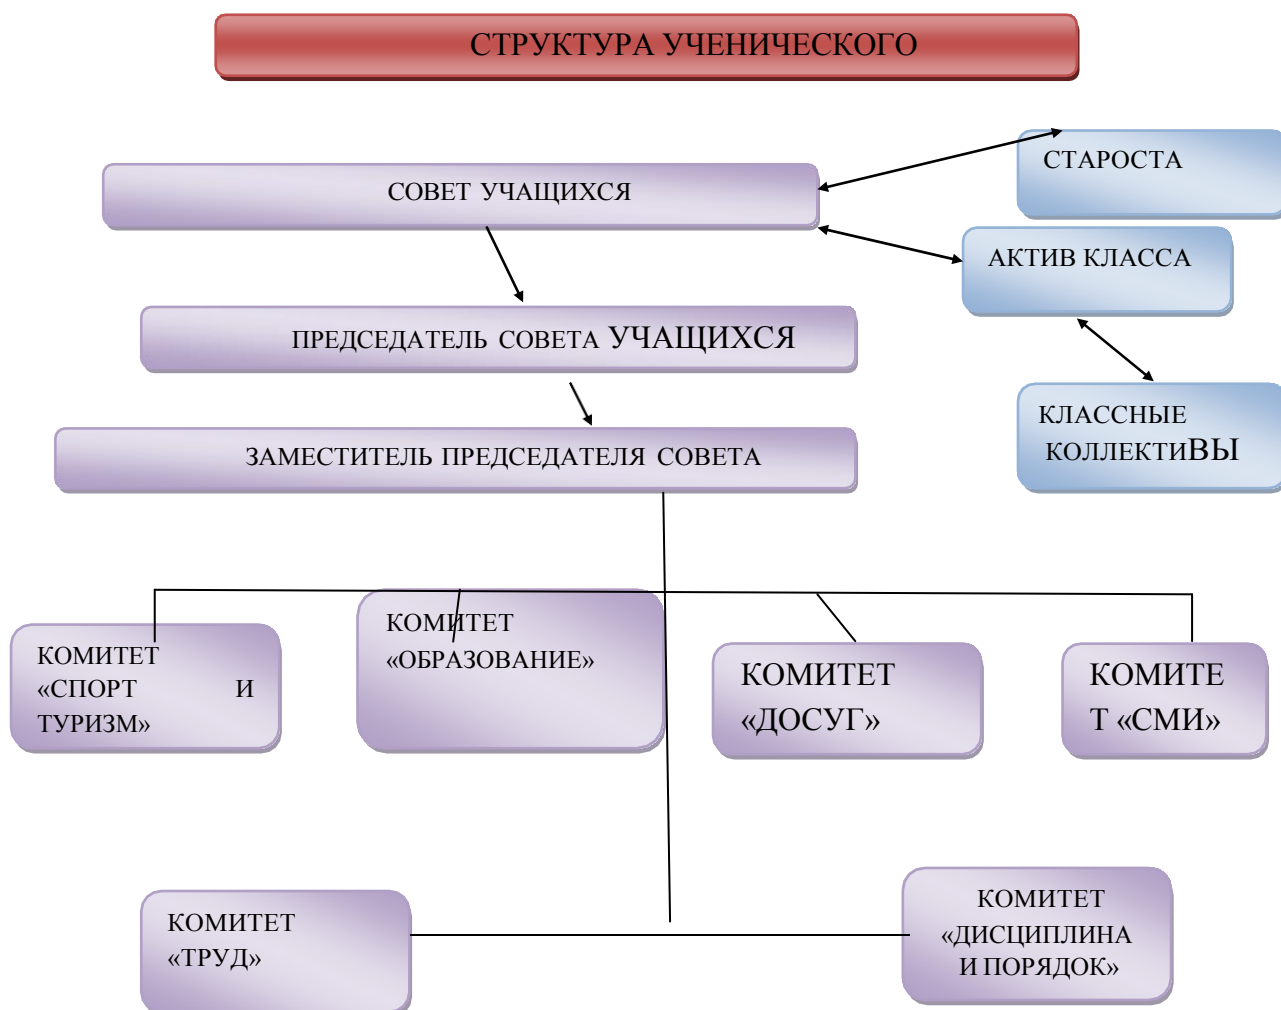 СТРУКТУРА УЧЕНИЧЕСКОГО
СТАРОСТА
СОВЕТ УЧАЩИХСЯ
АКТИВ КЛАССА
ПРЕДСЕДАТЕЛЬ СОВЕТА УЧАЩИХСЯ
КЛАССНЫЕ
КОЛЛЕКТИВЫ
ЗАМЕСТИТЕЛЬ ПРЕДСЕДАТЕЛЯ СОВЕТА
КОМИТЕТ
«СПОРТ И
ТУРИЗМ»
КОМИТЕТ
«ОБРАЗОВАНИЕ»
КОМИТЕТ
«ДОСУГ»
КОМИТЕ
Т «СМИ»
КОМИТЕТ
«ТРУД»
КОМИТЕТ
«ДИСЦИПЛИНА
И ПОРЯДОК»